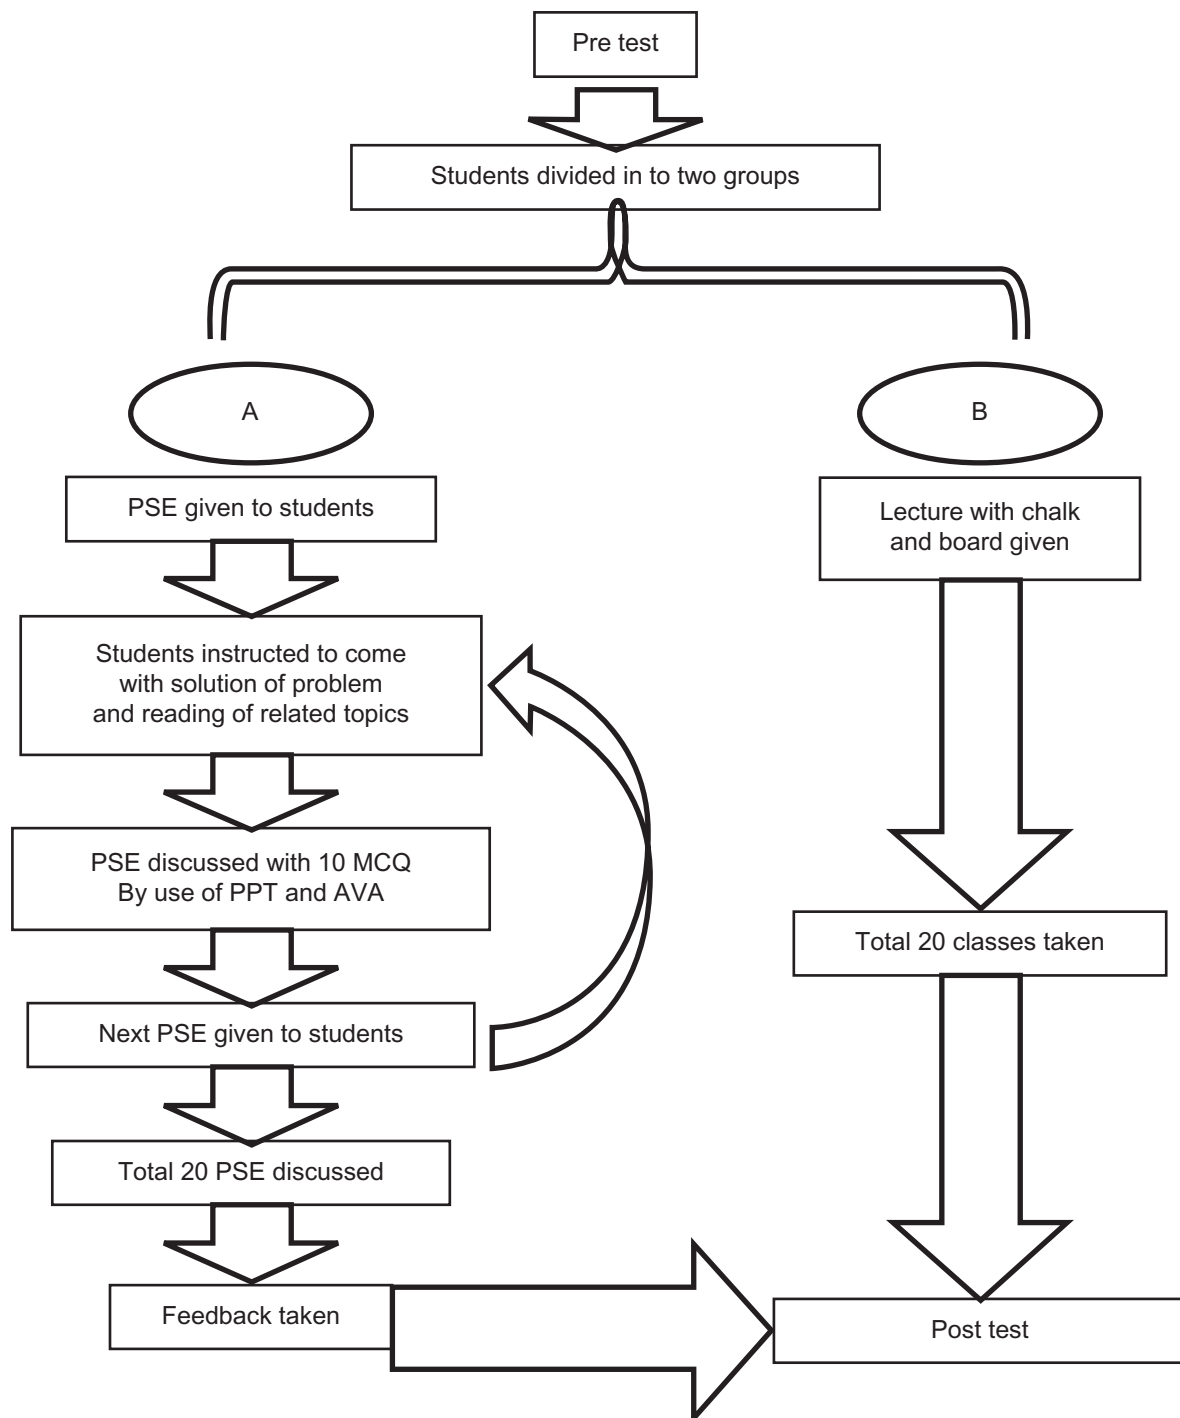 Pre test
Students divided in to two groups
A
B
PSE given to students
Lecture with chalk
and board given
Students instructed to come
with solution of problem
and reading of related topics
PSE discussed with 10 MCQ
By use of PPT and AVA
Total 20 classes taken
Next PSE given to students
Total 20 PSE discussed
Feedback taken
Post test